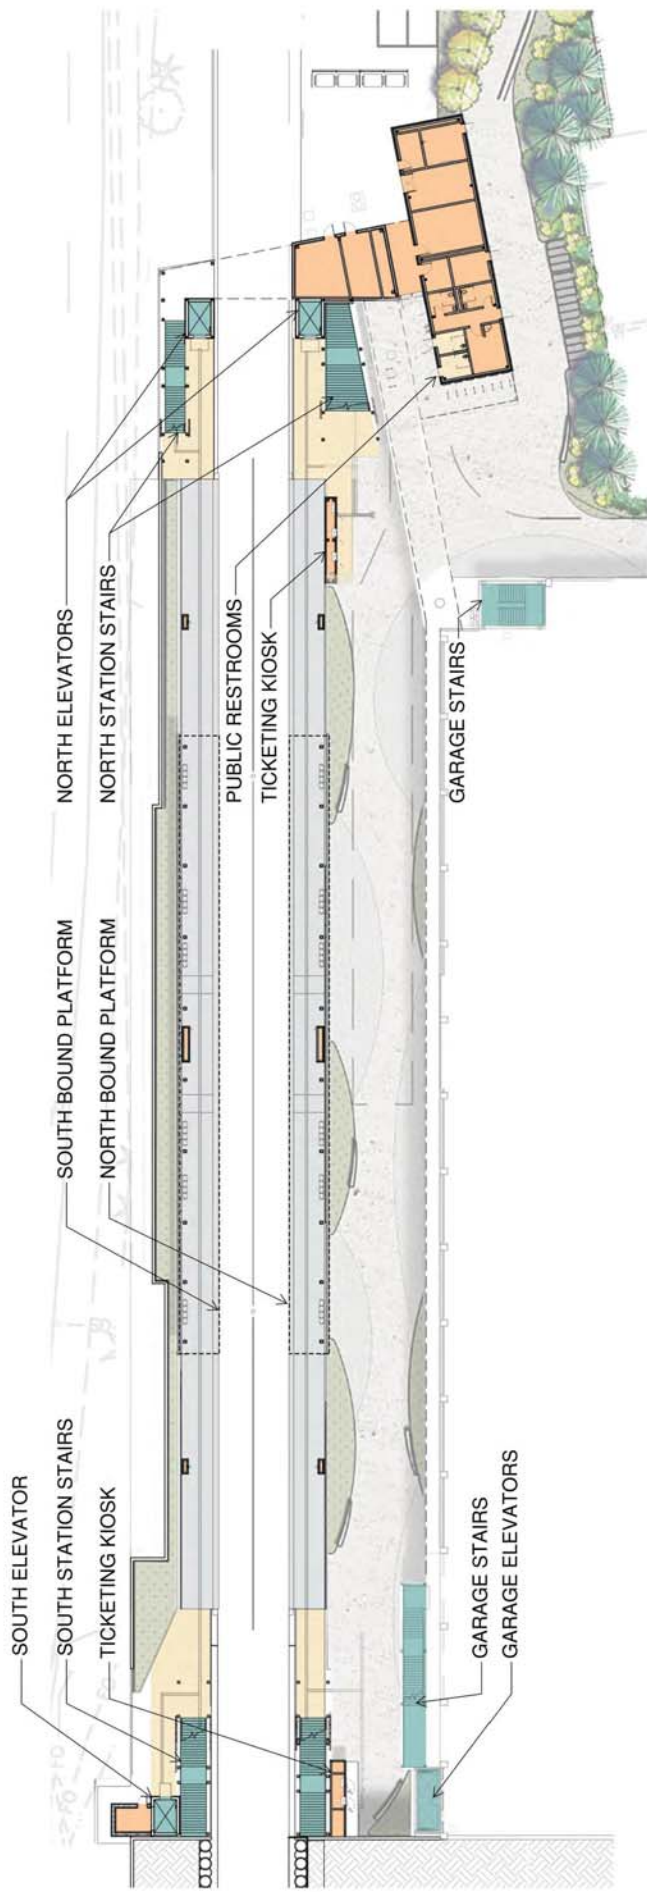 SOUTH ELEVATOR
SOUTH STATION STAIRS
TICKETING KIOSK
SOUTH BOUND PLATFORM
NORTH BOUND PLATFORM
NORTH ELEVATORS
NORTH STATION STAIRS
PUBLIC RESTROOMS
TICKETING KIOSK
GARAGE STAIRS
GARAGE ELEVATORS
GARAGE STAIRS